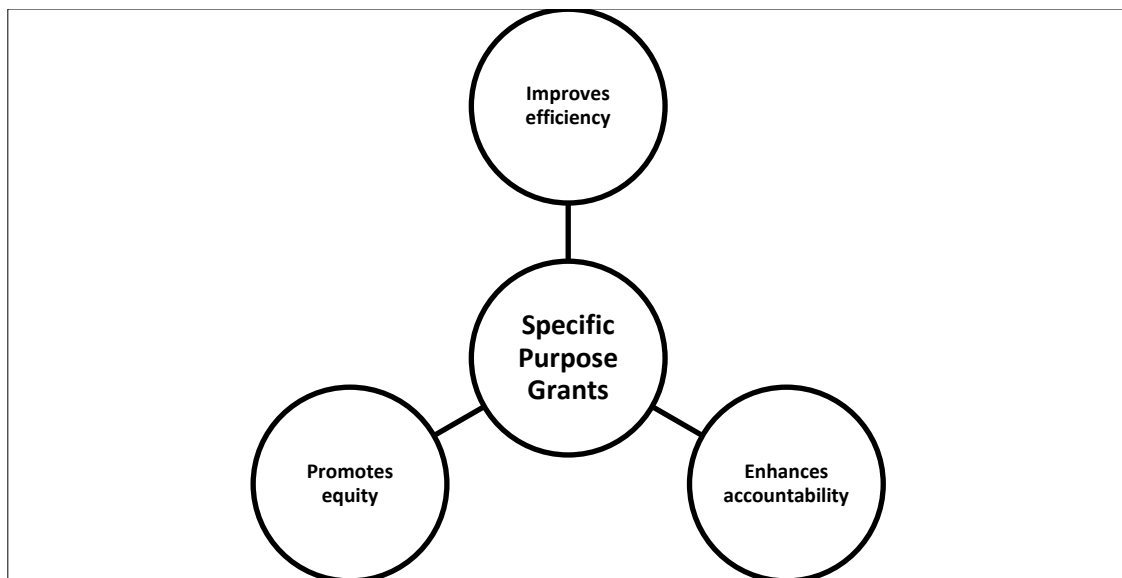 Improves
efficiency
Specific
Purpose
Grants
Promotes
equity
Enhances
accountability